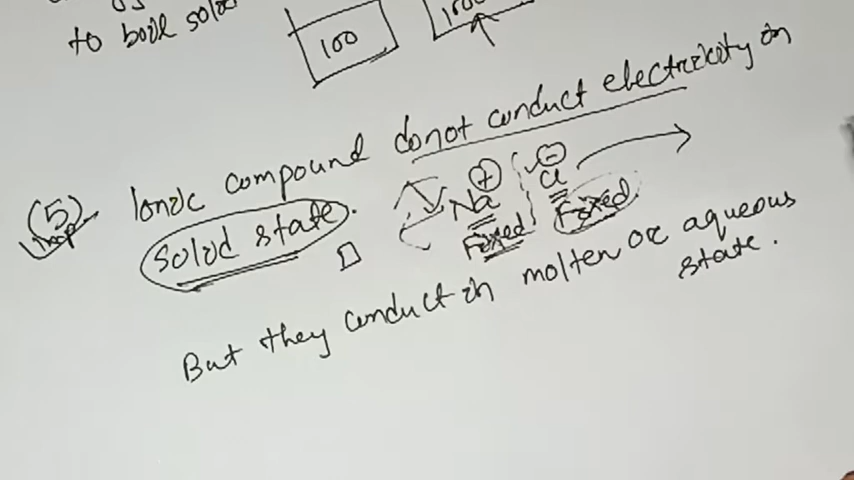 to boil
100
(5) Ionic compound donot conduct electricity in
Imp
solid state.
Na + Cl -
Fixed Fixed
But they conduct in molten or aqueous
state.